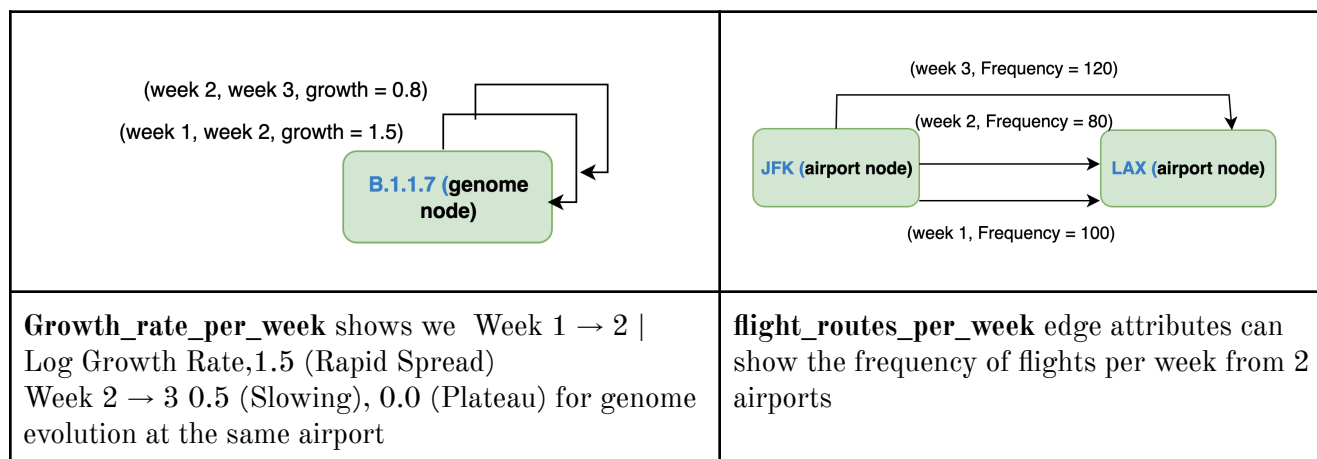 (week 2, week 3, growth = 0.8)
(week 1, week 2, growth = 1.5)
B.1.1.7 (genome
node)
(week 3, Frequency = 120)
(week 2, Frequency = 80)
JFK (airport node)
LAX (airport node)
(week 1, Frequency = 100)
Growth_rate_per_week shows we Week 1 → 2 |
Log Growth Rate,1.5 (Rapid Spread)
Week 2 → 3 0.5 (Slowing), 0.0 (Plateau) for genome
evolution at the same airport
flight_routes_per_week edge attributes can
show the frequency of flights per week from 2
airports